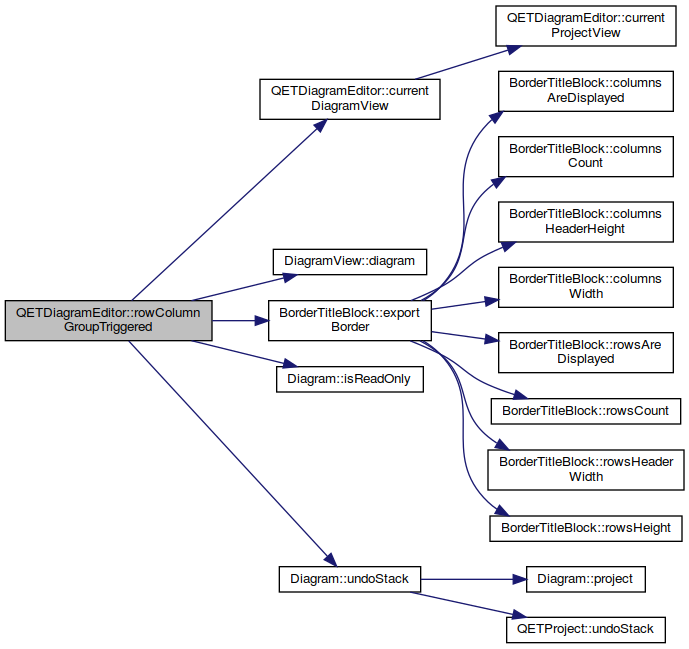 QETDiagramEditor::rowColumn
GroupTriggered
QETDiagramEditor::current
DiagramView
QETDiagramEditor::current
ProjectView
DiagramView::diagram
BorderTitleBlock::export
Border
BorderTitleBlock::columns
AreDisplayed
BorderTitleBlock::columns
Count
BorderTitleBlock::columns
HeaderHeight
BorderTitleBlock::columns
Width
BorderTitleBlock::rowsAre
Displayed
BorderTitleBlock::rowsCount
BorderTitleBlock::rowsHeader
Width
BorderTitleBlock::rowsHeight
Diagram::isReadOnly
Diagram::undoStack
Diagram::project
QETProject::undoStack